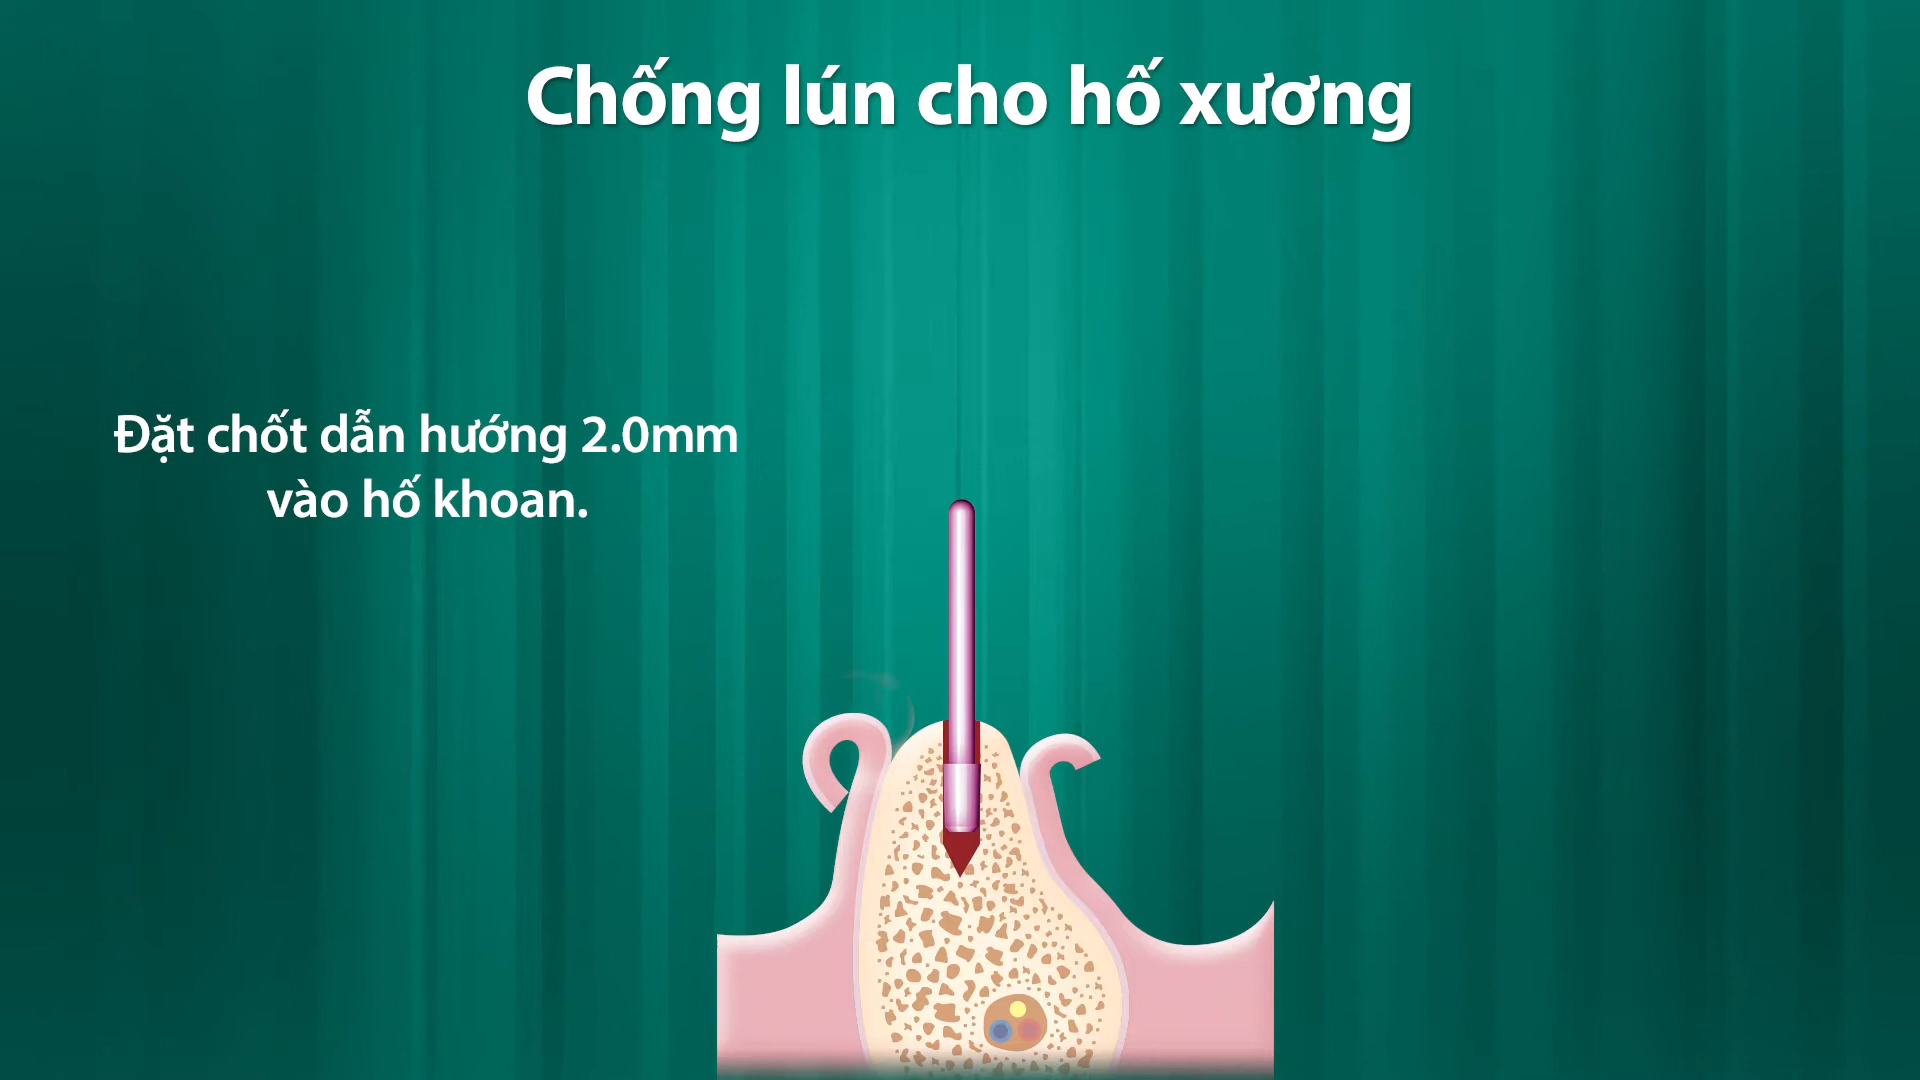 Chống lún cho hố xương
Đặt chốt dẫn hướng 2.0mm
vào hố khoan.